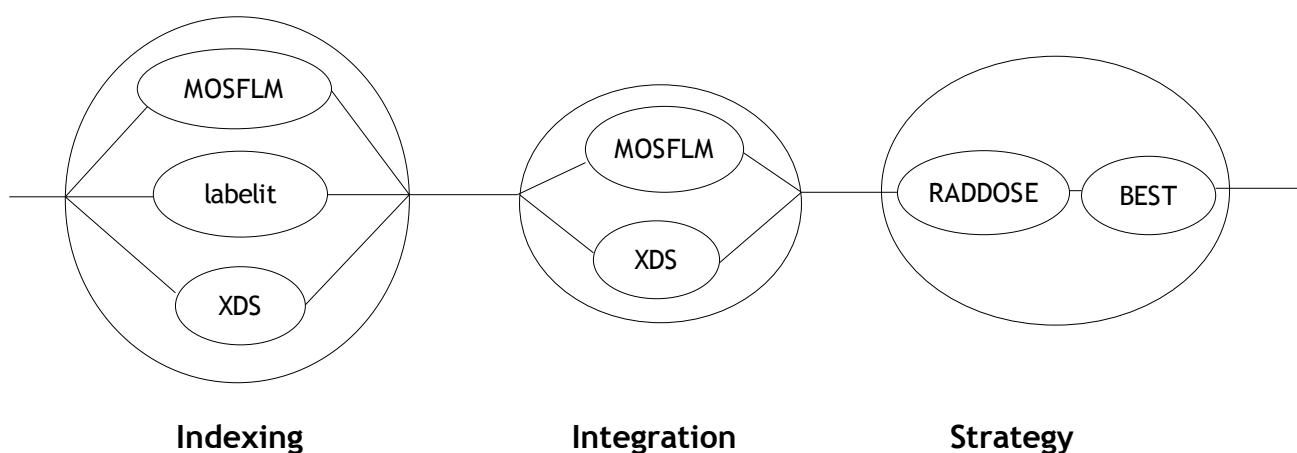 MOSFLM
labelit
XDS
MOSFLM
XDS
RADDOSE
BEST
Indexing
Integration
Strategy